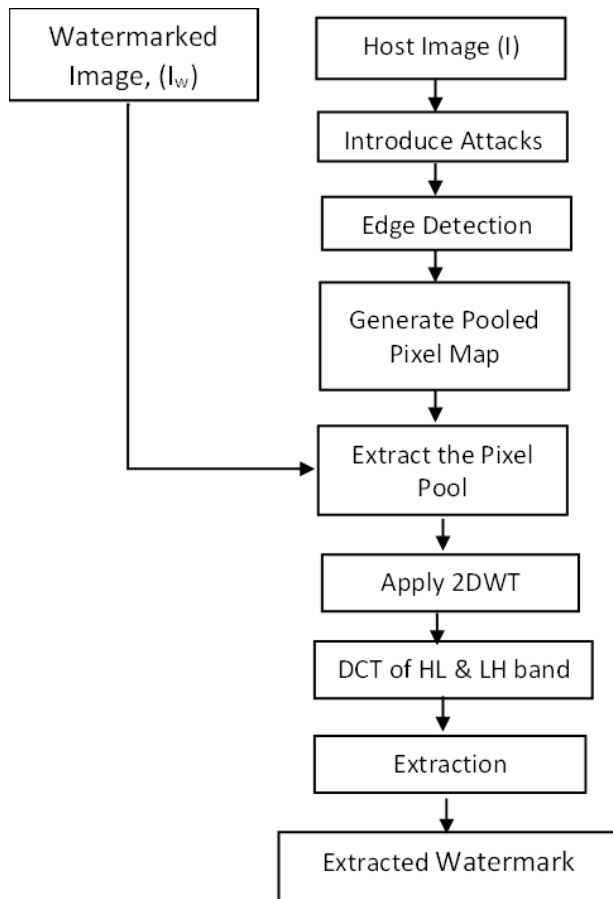 Watermarked
Image, (Iw)
Host Image (I)
Introduce Attacks
Edge Detection
Generate Pooled
Pixel Map
Extract the Pixel
Pool
Apply 2DWT
DCT of HL & LH band
Extraction
Extracted Watermark